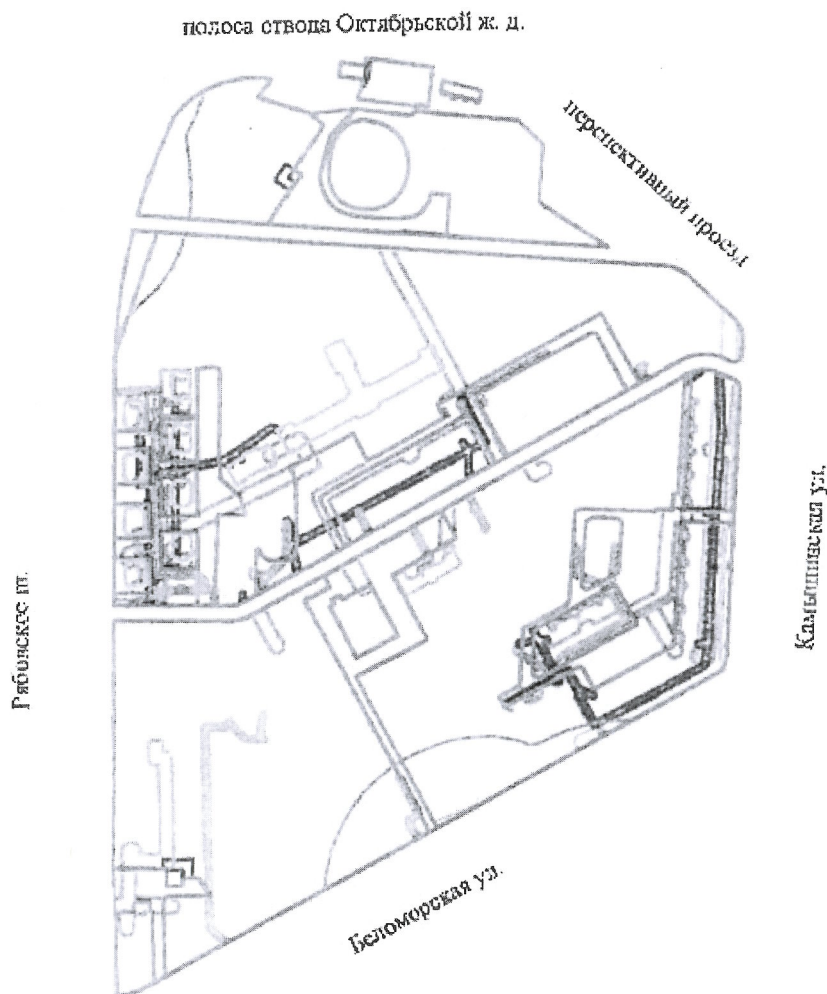 полоса отвода Октябрьской ж. д.
перспективный проезд
Камышинская ул.
Рябовское ш.
Беломорская ул.